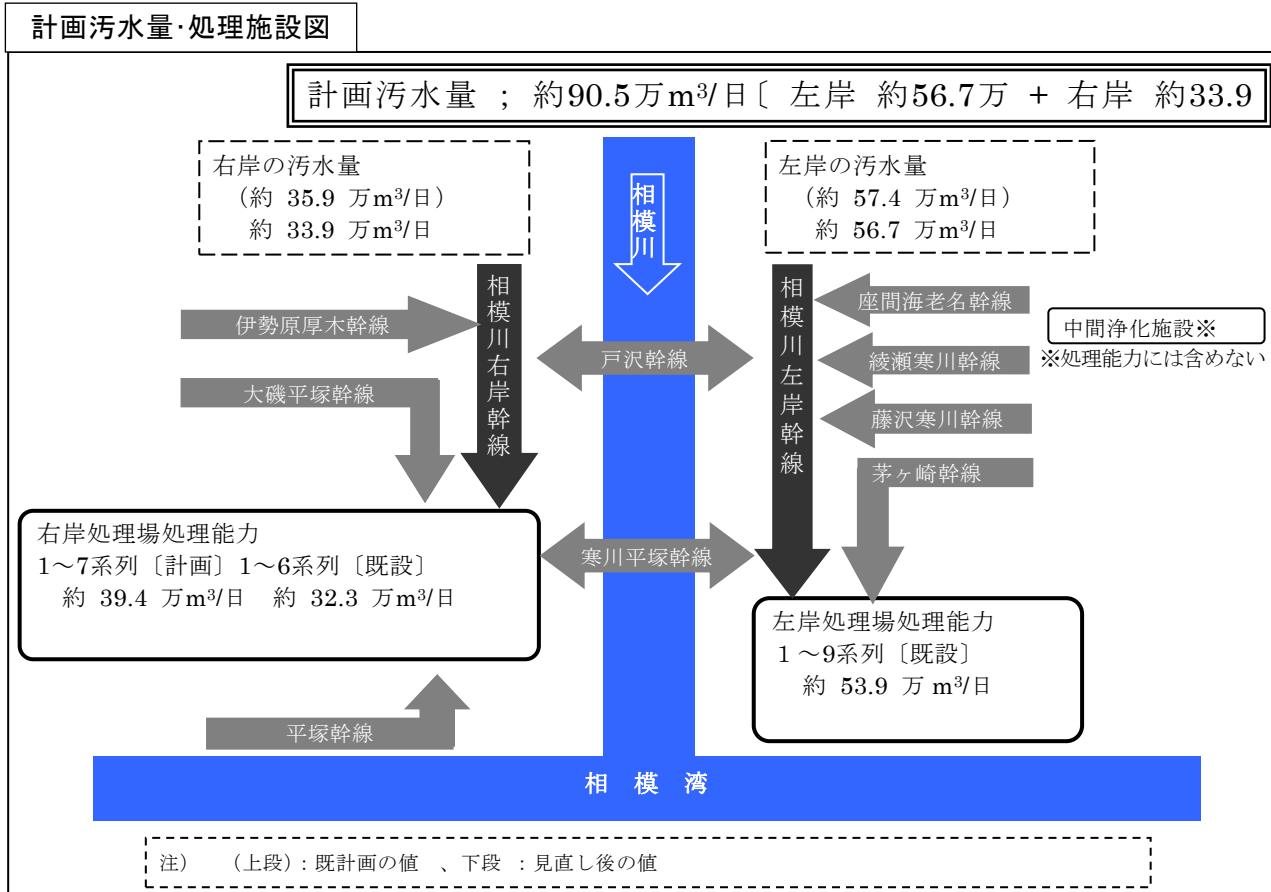 計画汚水量・処理施設図
計画汚水量 ; 約90.5万m³/日〔 左岸 約56.7万 + 右岸 約33.9
右岸の汚水量
(約 35.9 万m³/日)
約 33.9 万m³/日
左岸の汚水量
(約 57.4 万m³/日)
約 56.7 万m³/日
相模川
相模川右岸幹線
相模川左岸幹線
伊勢原厚木幹線
大磯平塚幹線
戸沢幹線
座間海老名幹線
綾瀬寒川幹線
藤沢寒川幹線
茅ヶ崎幹線
中間浄化施設※
※処理能力には含めない
右岸処理場処理能力
1～7系列〔計画〕1～6系列〔既設〕
約 39.4 万m³/日 約 32.3 万m³/日
寒川平塚幹線
左岸処理場処理能力
1～9系列〔既設〕
約 53.9 万m³/日
平塚幹線
相模湾
注) (上段):既計画の値 、下段 :見直し後の値